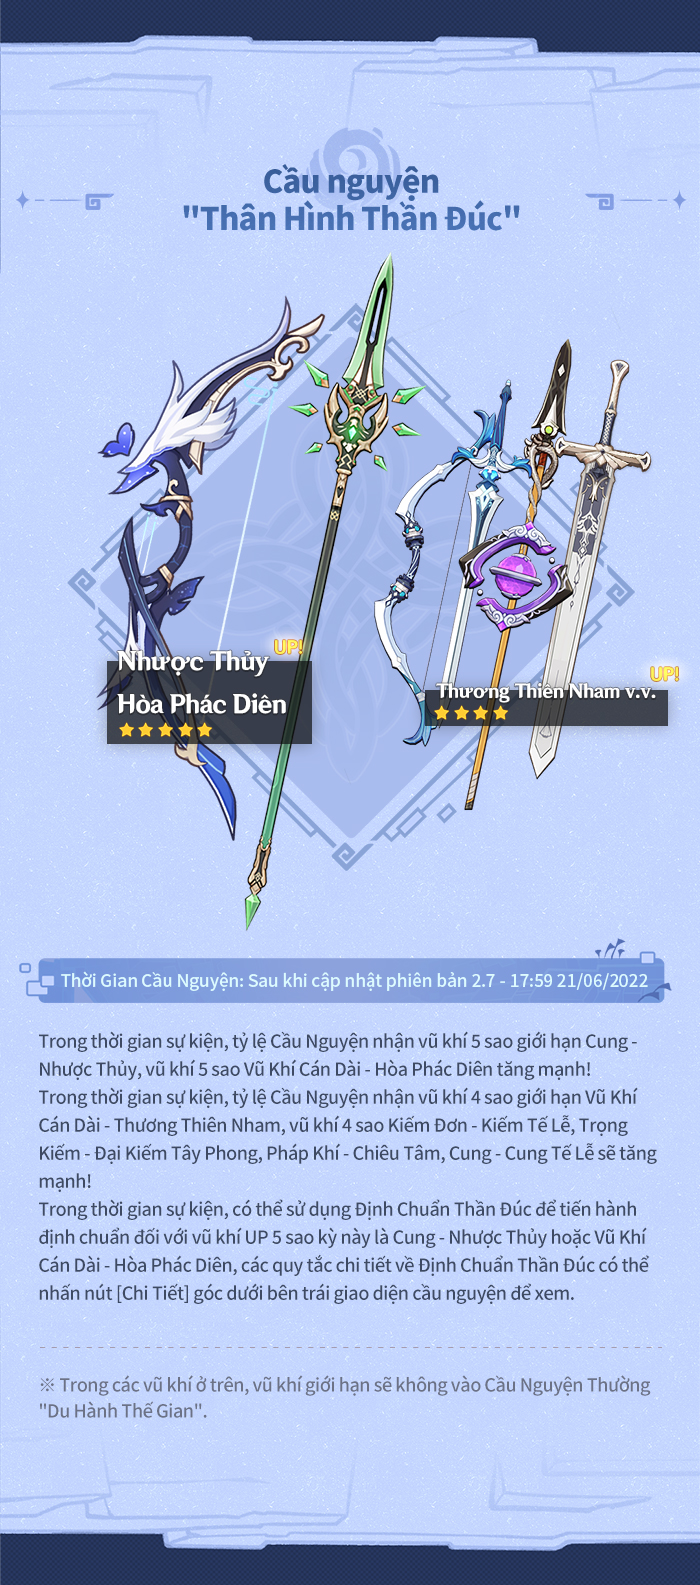 Cầu nguyện
"Thân Hình Thần Đúc"
UP!
Nhược Thủy
Hòa Phác Diên
UP!
Thương Thiên Nham v.v.
Thời Gian Cầu Nguyện: Sau khi cập nhật phiên bản 2.7 - 17:59 21/06/2022
Trong thời gian sự kiện, tỷ lệ Cầu Nguyện nhận vũ khí 5 sao giới hạn Cung -
Nhược Thủy, vũ khí 5 sao Vũ Khí Cán Dài - Hòa Phác Diên tăng mạnh!
Trong thời gian sự kiện, tỷ lệ Cầu Nguyện nhận vũ khí 4 sao giới hạn Vũ Khí
Cán Dài - Thương Thiên Nham, vũ khí 4 sao Kiếm Đơn - Kiếm Tế Lễ, Trọng
Kiếm - Đại Kiếm Tây Phong, Pháp Khí - Chiêu Tâm, Cung - Cung Tế Lễ sẽ tăng
mạnh!
Trong thời gian sự kiện, có thể sử dụng Định Chuẩn Thần Đúc để tiến hành
định chuẩn đối với vũ khí UP 5 sao kỳ này là Cung - Nhược Thủy hoặc Vũ Khí
Cán Dài - Hòa Phác Diên, các quy tắc chi tiết về Định Chuẩn Thần Đúc có thể
nhấn nút [Chi Tiết] góc dưới bên trái giao diện cầu nguyện để xem.
※ Trong các vũ khí ở trên, vũ khí giới hạn sẽ không vào Cầu Nguyện Thường
"Du Hành Thế Gian".